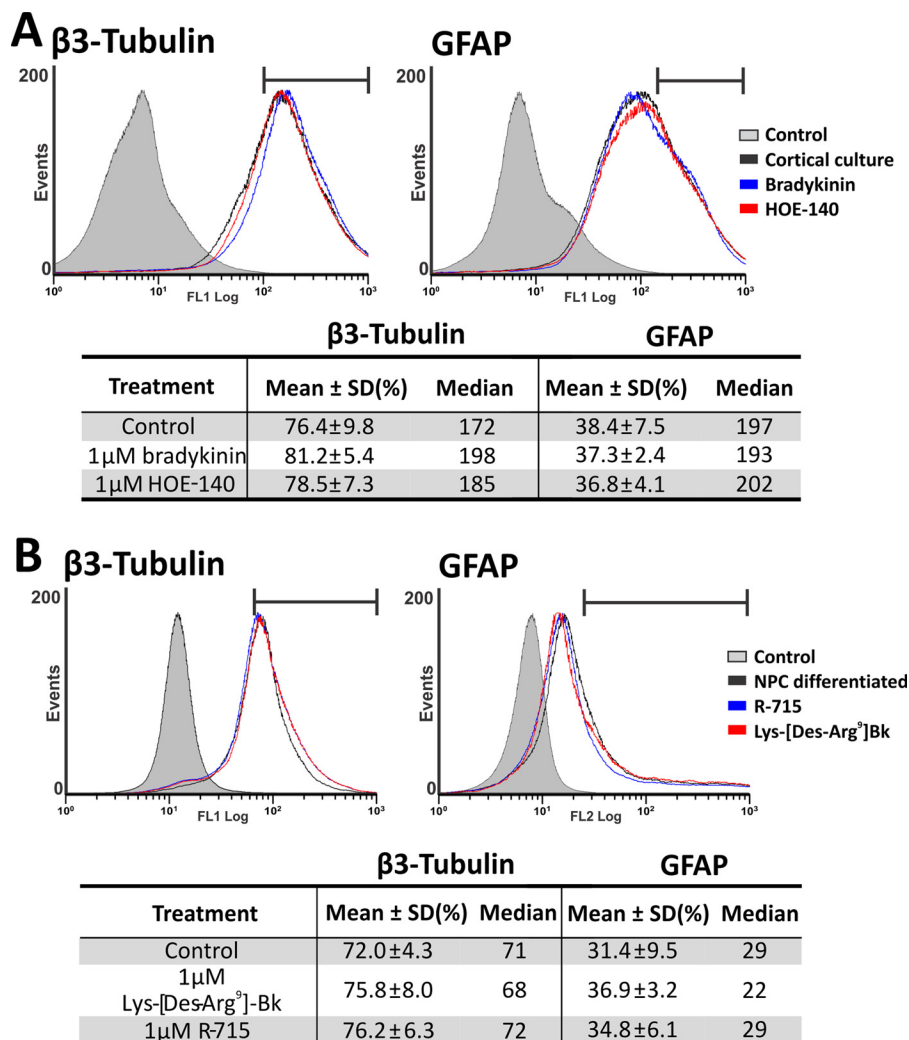 A
β3-Tubulin
GFAP
200
Events
0
10⁰ 10¹ 10² 10³
FL1 Log
200
Events
0
10⁰ 10¹ 10² 10³
FL1 Log
Control
Cortical culture
Bradykinin
HOE-140
β3-Tubulin GFAP
Treatment Mean ± SD(%) Median Mean ± SD(%) Median
Control 76.4±9.8 172 38.4±7.5 197
1µM bradykinin 81.2±5.4 198 37.3±2.4 193
1µM HOE-140 78.5±7.3 185 36.8±4.1 202
B
β3-Tubulin
GFAP
200
Events
0
10⁰ 10¹ 10² 10³
FL1 Log
200
Events
0
10⁰ 10¹ 10² 10³
FL2 Log
Control
NPC differentiated
R-715
Lys-[Des-Arg⁹]Bk
β3-Tubulin GFAP
Treatment Mean ± SD(%) Median Mean ± SD(%) Median
Control 72.0±4.3 71 31.4±9.5 29
1µM
Lys-[Des-Arg⁹]-Bk 75.8±8.0 68 36.9±3.2 22
1µM R-715 76.2±6.3 72 34.8±6.1 29